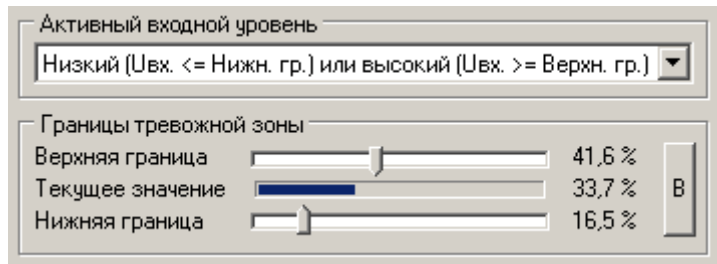 Активный входной уровень
Низкий (Uвх. <= Нижн. гр.) или высокий (Uвх. >= Верхн. гр.)
Границы тревожной зоны
Верхняя граница 41,6 %
Текущее значение 33,7 % В
Нижняя граница 16,5 %